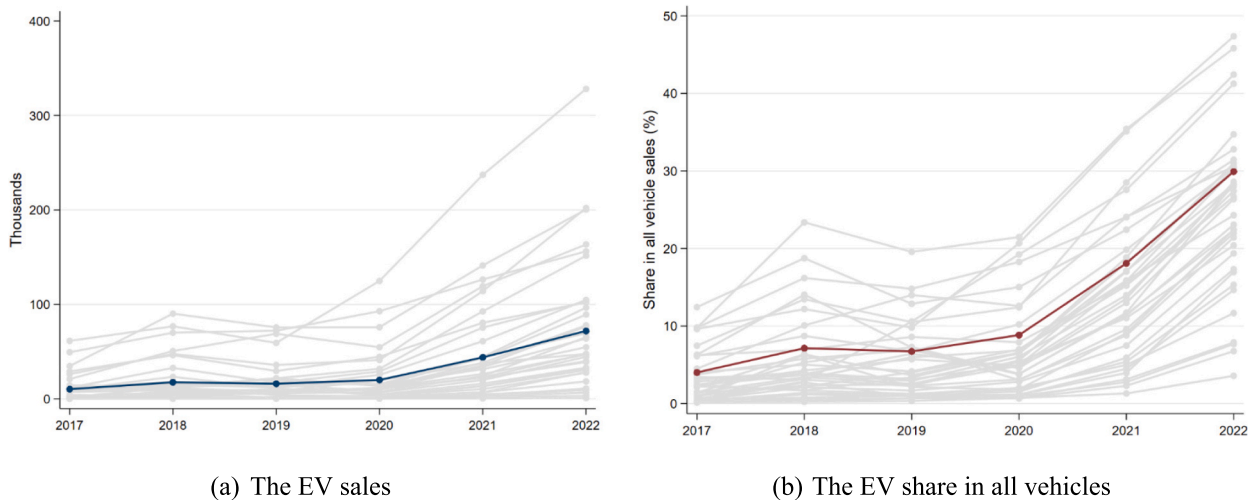 400
300
200
100
0
Thousands
2017 2018 2019 2020 2021 2022
(a) The EV sales
50
40
30
20
10
0
Share in all vehicle sales (%)
2017 2018 2019 2020 2021 2022
(b) The EV share in all vehicles